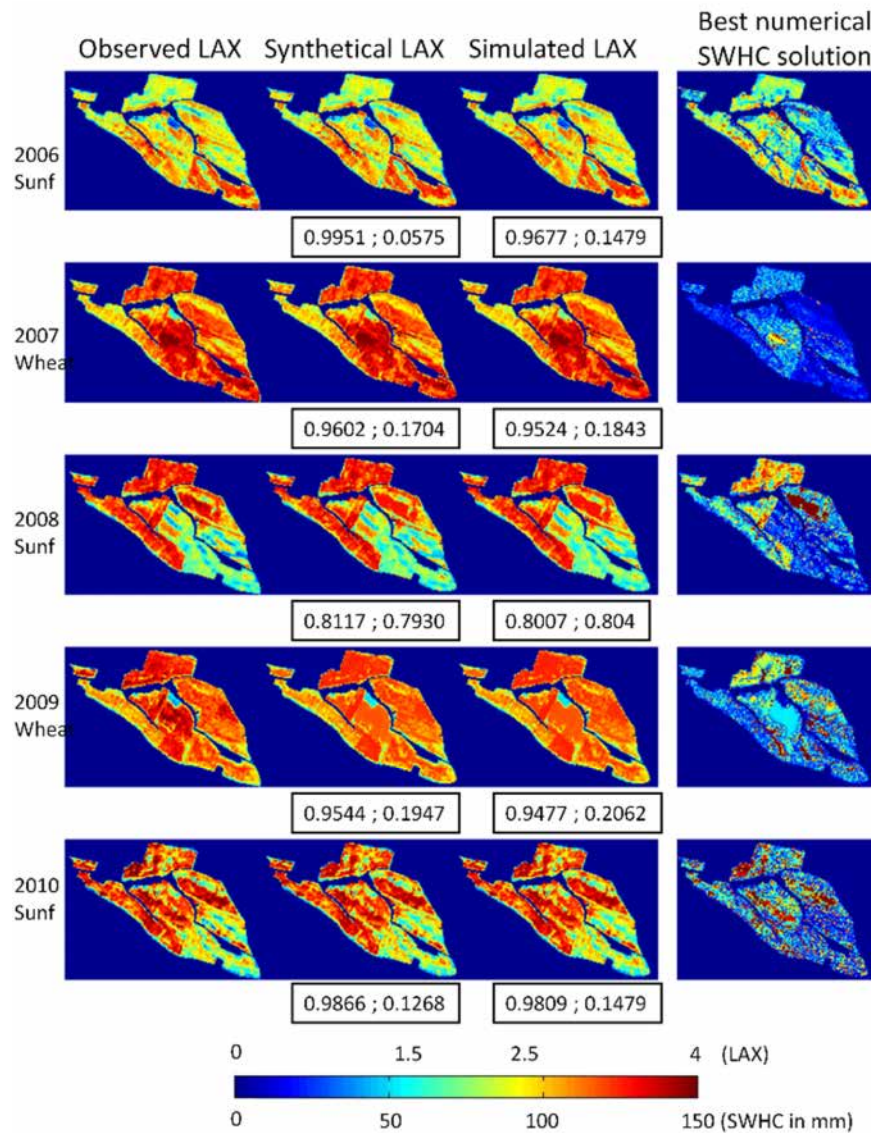 Observed LAX Synthetical LAX Simulated LAX Best numerical
SWHC solution
2006
Sunf
0.9951 ; 0.0575 0.9677 ; 0.1479
2007
Wheat
0.9602 ; 0.1704 0.9524 ; 0.1843
2008
Sunf
0.8117 ; 0.7930 0.8007 ; 0.804
2009
Wheat
0.9544 ; 0.1947 0.9477 ; 0.2062
2010
Sunf
0.9866 ; 0.1268 0.9809 ; 0.1479
0 1.5 2.5 4 (LAX)
0 50 100 150 (SWHC in mm)